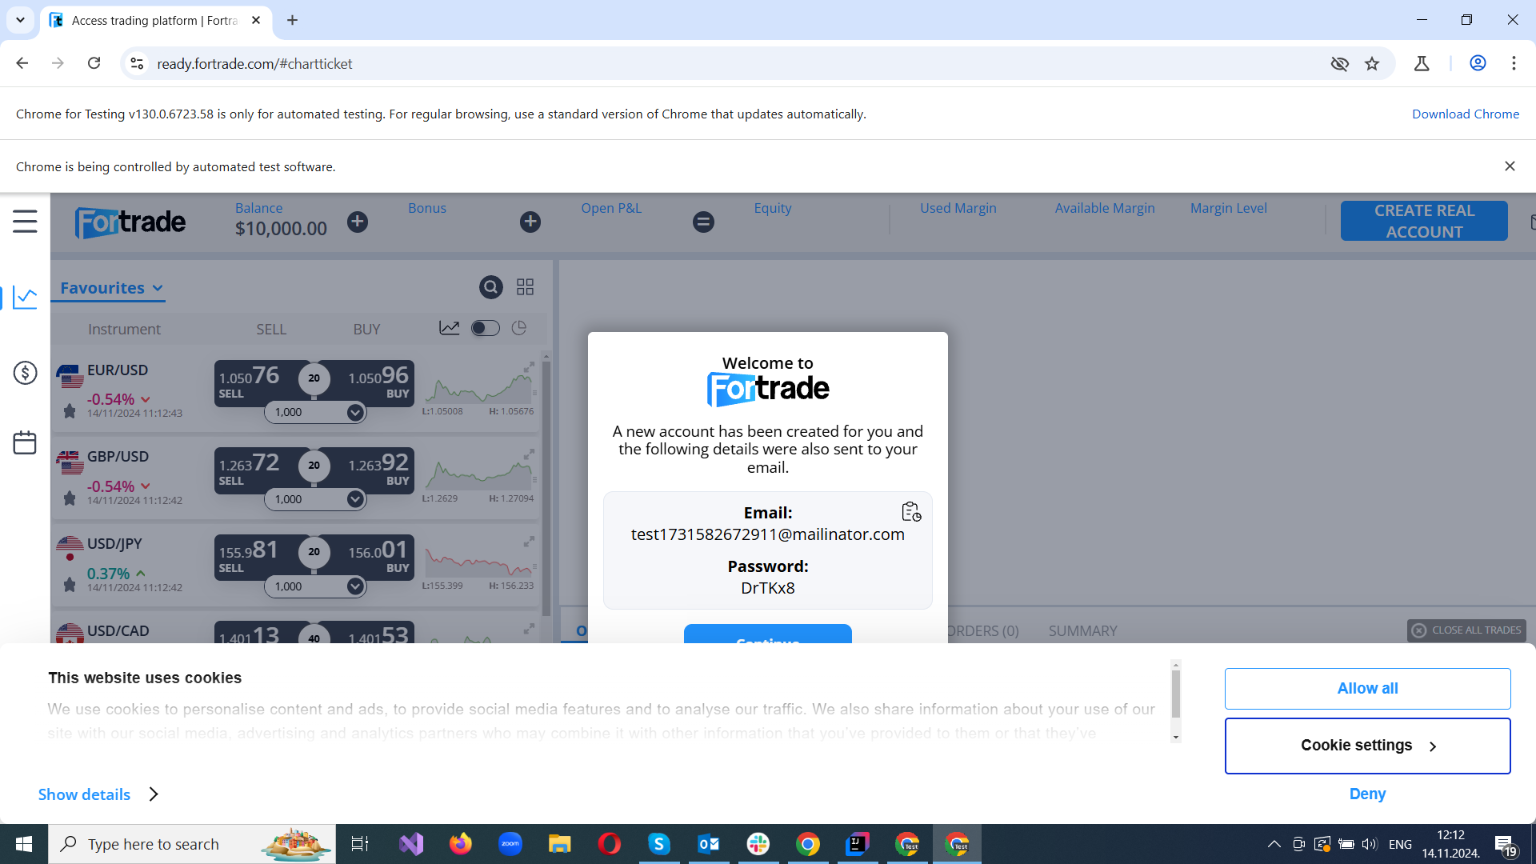 Access trading platform | Fortra
ready.fortrade.com/#chartticket
Chrome for Testing v130.0.6723.58 is only for automated testing. For regular browsing, use a standard version of Chrome that updates automatically.
Download Chrome
Chrome is being controlled by automated test software.
Fortrade
Balance
$10,000.00
Bonus
Open P&L
Equity
Used Margin
Available Margin
Margin Level
CREATE REAL
ACCOUNT
Favourites
Instrument SELL BUY
EUR/USD
-0.54%
14/11/2024 11:12:43
1.05076
SELL
20
1.05096
BUY
1,000
L:1.05008 H: 1.05676
GBP/USD
-0.54%
14/11/2024 11:12:42
1.26372
SELL
20
1.26392
BUY
1,000
L:1.2629 H: 1.27094
USD/JPY
0.37%
14/11/2024 11:12:42
155.981
SELL
20
156.001
BUY
1,000
L:155.399 H: 156.233
USD/CAD
1.40113
40
1.40153
Welcome to
Fortrade
A new account has been created for you and
the following details were also sent to your
email.
Email:
test1731582672911@mailinator.com
Password:
DrTKx8
Continue
ORDERS (0)
SUMMARY
CLOSE ALL TRADES
This website uses cookies
We use cookies to personalise content and ads, to provide social media features and to analyse our traffic. We also share information about your use of our
site with our social media, advertising and analytics partners who may combine it with other information that you've provided to them or that they've
Show details
Allow all
Cookie settings
Deny
Type here to search
zoom
ENG
12:12
14.11.2024.
19